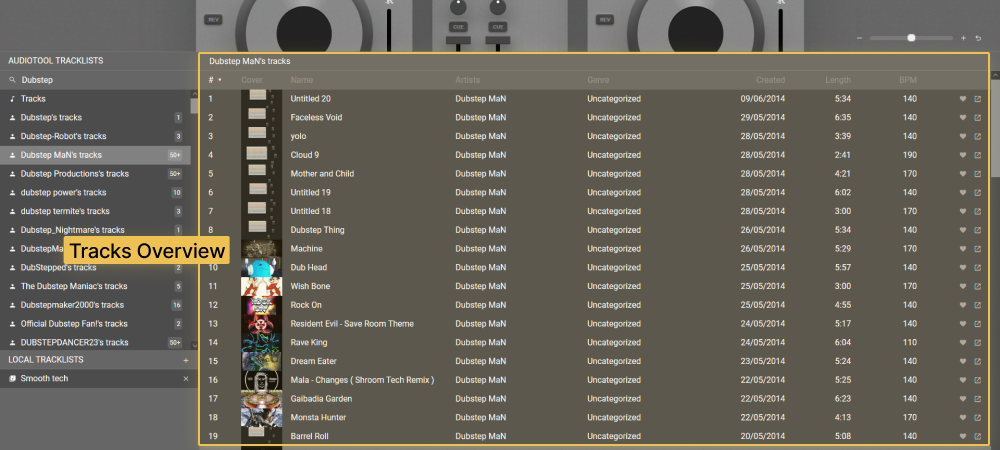 REV
CUE CUE
REV
AUDIOTOOL TRACKLISTS
Dubstep
Tracks
Dubstep's tracks 1
Dubstep-Robot's tracks 3
Dubstep MaN's tracks 50+
Dubstep Productions's tracks 50+
dubstep power's tracks 10
dubstep termite's tracks 3
Dubstep_Nightmare's tracks 1
DubstepMa
Tracks Overview
DubStepped's tracks 2
The Dubstep Maniac's tracks 5
Dubstepmaker2000's tracks 16
Official Dubstep Fan!'s tracks 2
DUBSTEPDANCER23's tracks 50+
LOCAL TRACKLISTS +
Smooth tech ×
Dubstep MaN's tracks
# Cover Name Artists Genre Created Length BPM
1 Untitled 20 Dubstep MaN Uncategorized 09/06/2014 5:34 140
2 Faceless Void Dubstep MaN Uncategorized 29/05/2014 6:35 140
3 yolo Dubstep MaN Uncategorized 28/05/2014 3:39 140
4 Cloud 9 Dubstep MaN Uncategorized 28/05/2014 2:41 190
5 Mother and Child Dubstep MaN Uncategorized 28/05/2014 4:21 170
6 Untitled 19 Dubstep MaN Uncategorized 28/05/2014 6:02 140
7 Untitled 18 Dubstep MaN Uncategorized 28/05/2014 3:00 170
8 Dubstep Thing Dubstep MaN Uncategorized 26/05/2014 5:34 140
Machine Dubstep MaN Uncategorized 26/05/2014 5:29 170
10 Dub Head Dubstep MaN Uncategorized 25/05/2014 5:57 140
11 Wish Bone Dubstep MaN Uncategorized 25/05/2014 3:00 170
12 Rock On Dubstep MaN Uncategorized 25/05/2014 4:55 140
13 Resident Evil - Save Room Theme Dubstep MaN Uncategorized 24/05/2014 5:17 140
14 Rave King Dubstep MaN Uncategorized 24/05/2014 6:04 110
15 Dream Eater Dubstep MaN Uncategorized 23/05/2014 5:24 140
16 Mala - Changes ( Shroom Tech Remix ) Dubstep MaN Uncategorized 22/05/2014 5:25 140
17 Gaibadia Garden Dubstep MaN Uncategorized 22/05/2014 6:23 140
18 Monsta Hunter Dubstep MaN Uncategorized 22/05/2014 4:13 170
19 Barrel Roll Dubstep MaN Uncategorized 20/05/2014 5:08 140